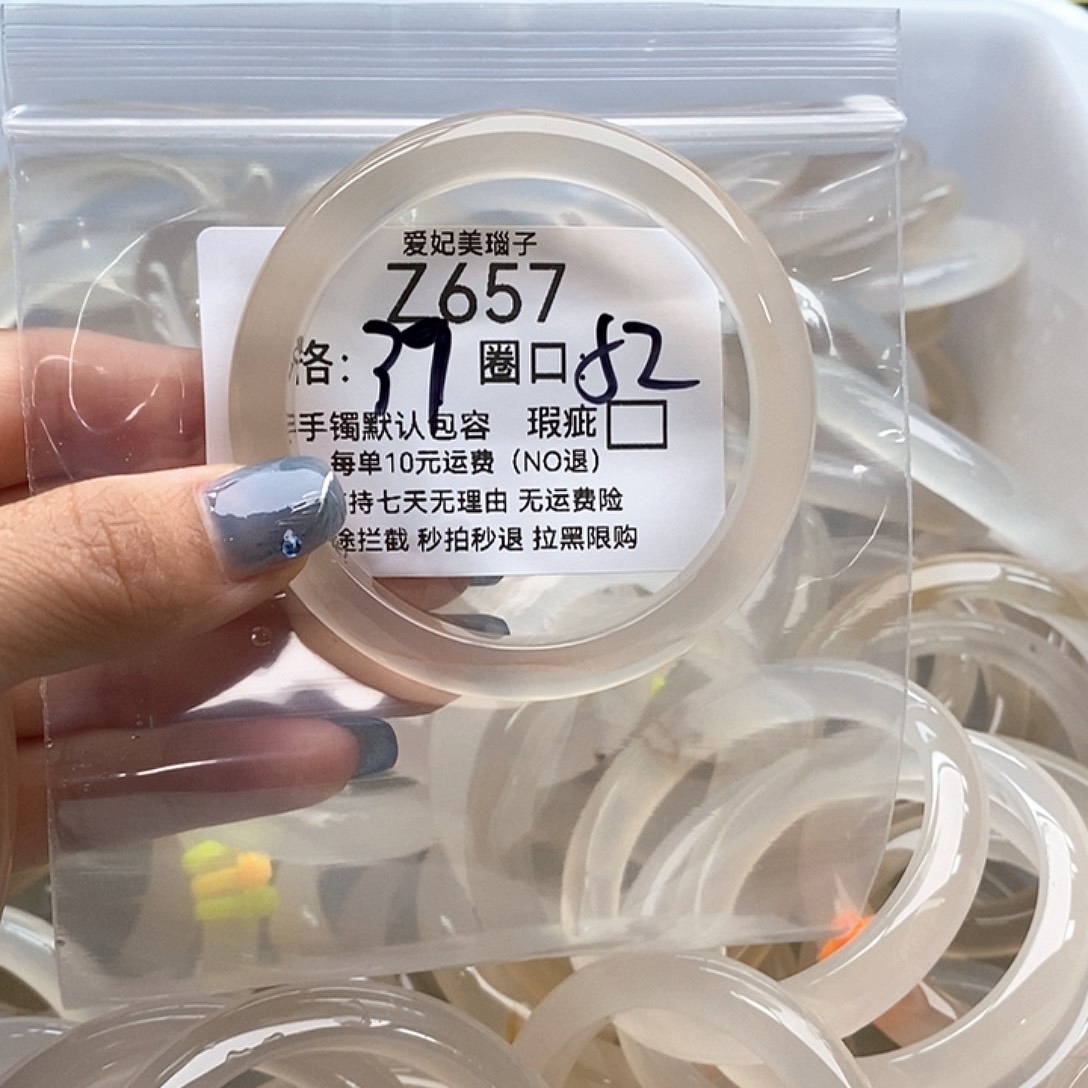 爱妃美瑙子
Z657
格：39 圈口：82
手镯默认包容 瑕疵
每单10元运费（NO退）
持七天无理由 无运费险
拦截 秒拍秒退 拉黑限购